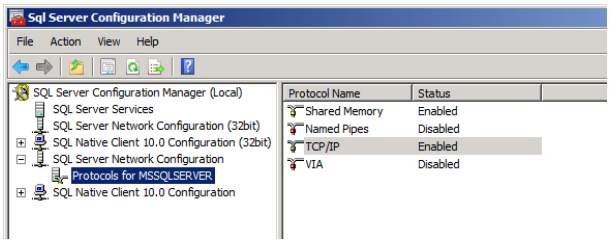 Sql Server Configuration Manager
File Action View Help
SQL Server Configuration Manager (Local)
SQL Server Services
SQL Server Network Configuration (32bit)
SQL Native Client 10.0 Configuration (32bit)
SQL Server Network Configuration
Protocols for MSSQLSERVER
SQL Native Client 10.0 Configuration
Protocol Name Status
Shared Memory Enabled
Named Pipes Disabled
TCP/IP Enabled
VIA Disabled